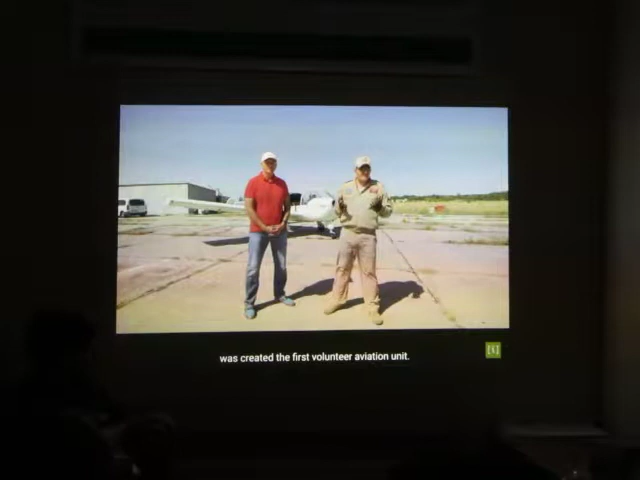 was created the first volunteer aviation unit.